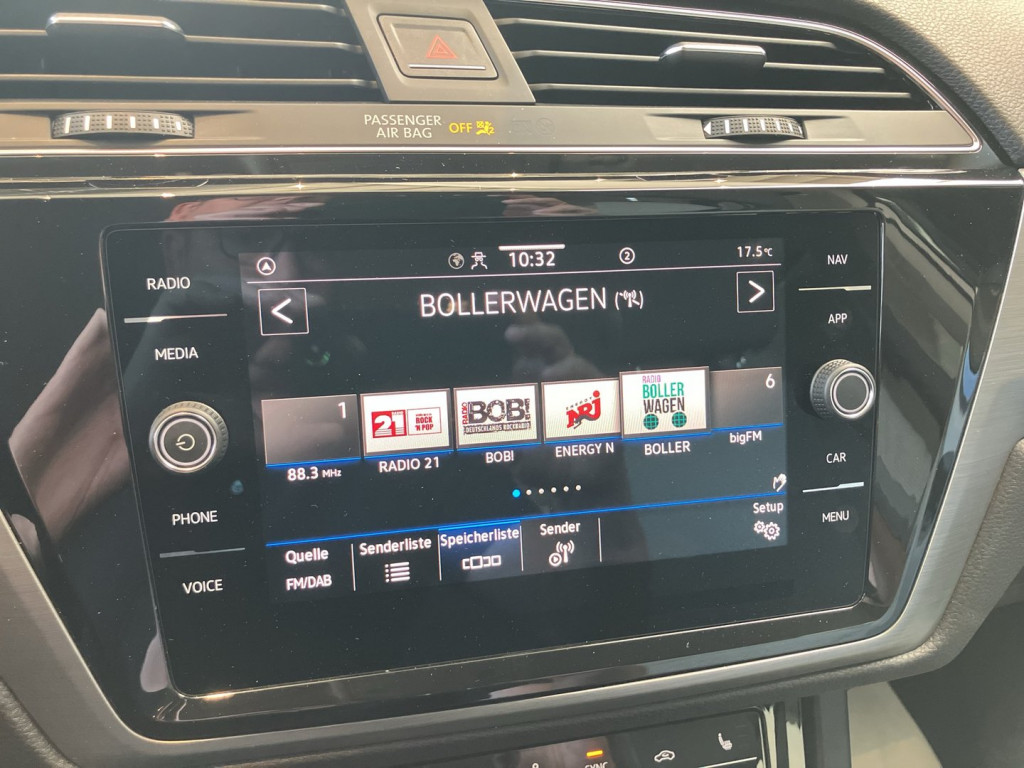 PASSENGER
AIR BAG OFF
RADIO
MEDIA
PHONE
VOICE
10:32
2
17.5°C
BOLLERWAGEN
1
88.3 MHz
21
ROCK
N POP
RADIO 21
RADIO
BOB!
DEUTSCHLANDS ROCKRADIO
BOBI
NRJ
ENERGY N
RADIO
BOLLER
WAGEN
BOLLER
6
bigFM
Quelle
FM/DAB
Senderliste
Speicherliste
Sender
Setup
NAV
APP
CAR
MENU
SYNC